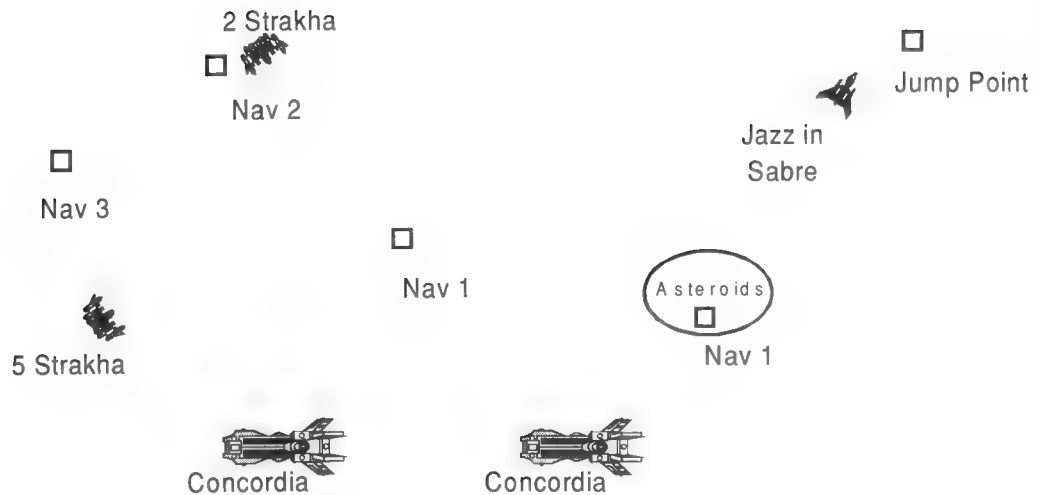 2 Strakha
Nav 2
Jump Point
Jazz in
Sabre
Nav 3
Nav 1
Asteroids
Nav 1
5 Strakha
Concordia
Concordia